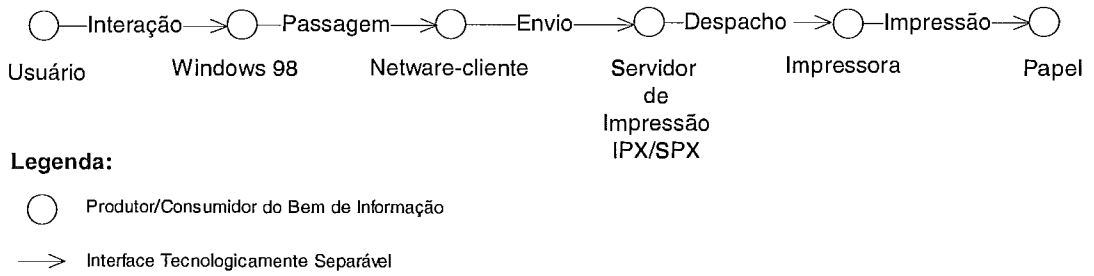 Interação Passagem Envio Despacho Impressão
Usuário Windows 98 Netware-cliente Servidor Impressora Papel
de
Impressão
IPX/SPX
Legenda:
Produtor/Consumidor do Bem de Informação
Interface Tecnologicamente Separável